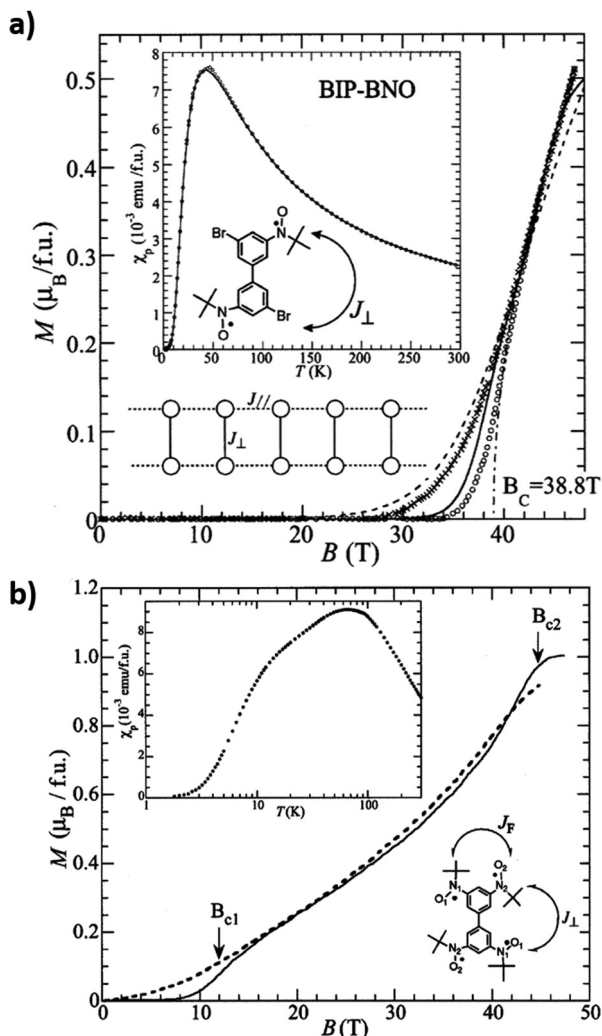 a)
0.5
0.4
0.3
0.2
0.1
0
M (μB/f.u.)
0 10 20 30 40
B (T)
8
7
6
5
4
3
2
1
0
χp (10-3 emu/f.u.)
0 50 100 150 200 250 300
T (K)
BIP-BNO
O
N
Br
Br
N
O
J⊥
J//
J⊥
BC=38.8T
b)
1.2
1.0
0.8
0.6
0.4
0.2
0
M (μB / f.u.)
0 10 20 30 40 50
B (T)
8
6
4
2
0
χp(10-3 emu/f.u.)
1 10 100
T(K)
Bc1
Bc2
JF
O2
O1 N1 N2
J⊥
N2 N1 O1
O2